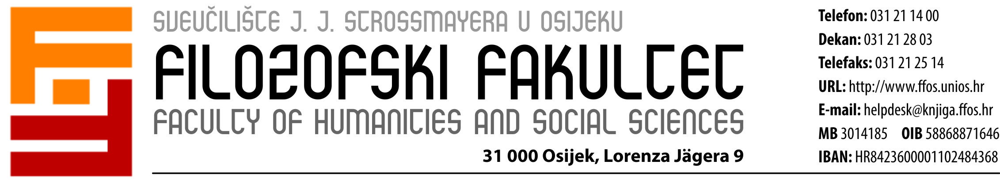 SVEUČILIŠTE J. J. STROSSMAYERA U OSIJEKU
FILOZOFSKI FAKULTET
FACULTY OF HUMANITIES AND SOCIAL SCIENCES
31 000 Osijek, Lorenza Jägera 9
Telefon: 031 21 14 00
Dekan: 031 21 28 03
Telefaks: 031 21 25 14
URL: http://www.ffos.unios.hr
E-mail: helpdesk@knjiga.ffos.hr
MB 3014185 OIB 58868871646
IBAN: HR8423600001102484368